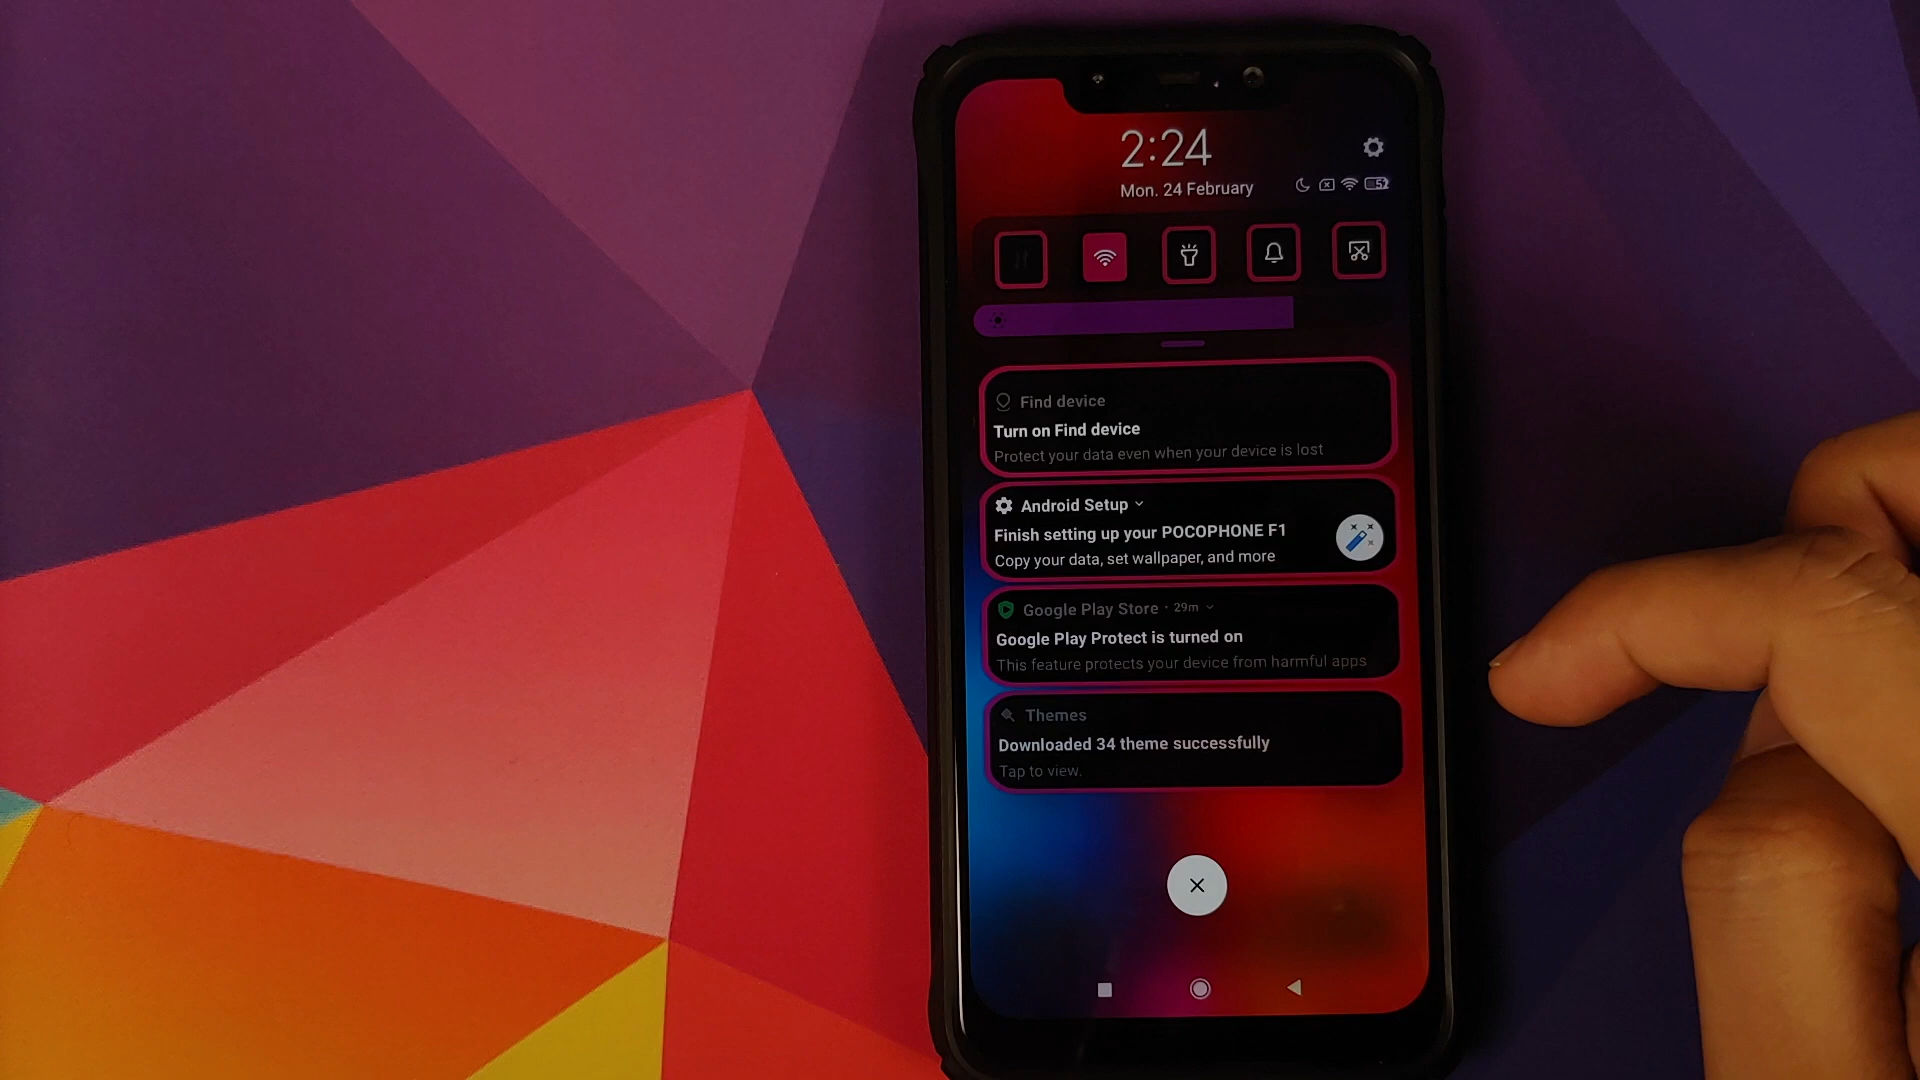 2:24
Mon. 24 February
52
Find device
Turn on Find device
Protect your data even when your device is lost
Android Setup
Finish setting up your POCOPHONE F1
Copy your data, set wallpaper, and more
Google Play Store · 29m
Google Play Protect is turned on
This feature protects your device from harmful apps
Themes
Downloaded 34 theme successfully
Tap to view.